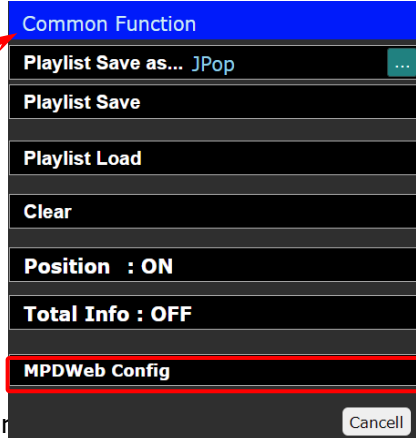 Common Function
Playlist Save as... JPop ...
Playlist Save
Playlist Load
Clear
Position : ON
Total Info : OFF
MPDWeb Config
Cancell